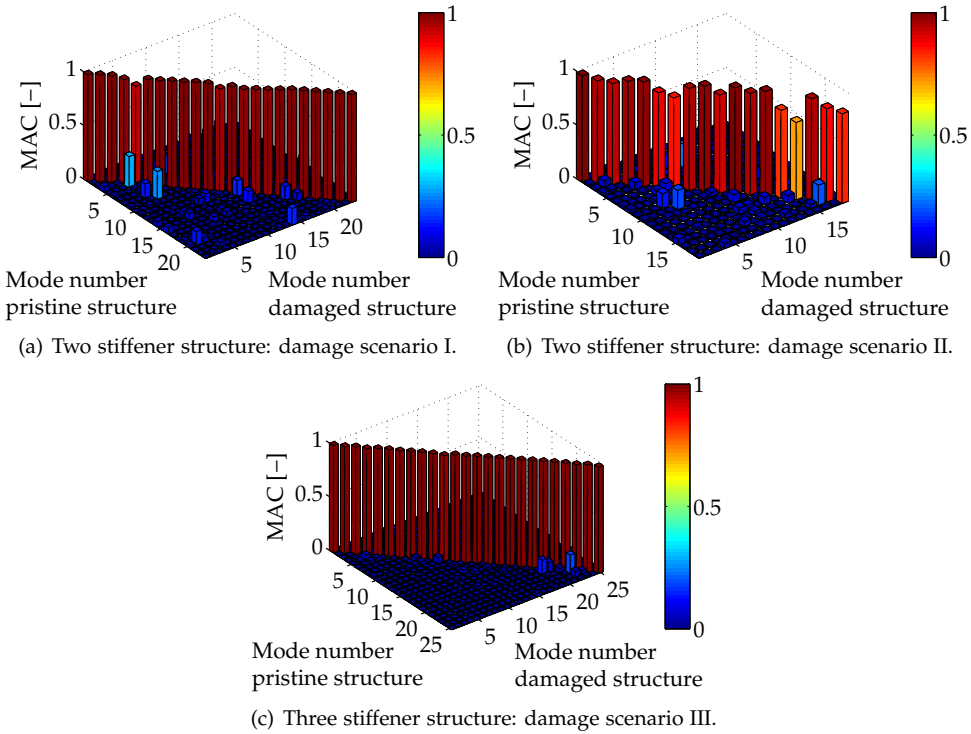 1
0.5
0
MAC [−]
5
10
15
20
5
10
15
20
Mode number
pristine structure
Mode number
damaged structure
1
0.5
0
(a) Two stiffener structure: damage scenario I.
1
0.5
0
MAC [−]
5
10
15
5
10
15
Mode number
pristine structure
Mode number
damaged structure
1
0.5
0
(b) Two stiffener structure: damage scenario II.
1
0.5
0
MAC [−]
5
10
15
20
25
5
10
15
20
25
Mode number
pristine structure
Mode number
damaged structure
1
0.5
0
(c) Three stiffener structure: damage scenario III.